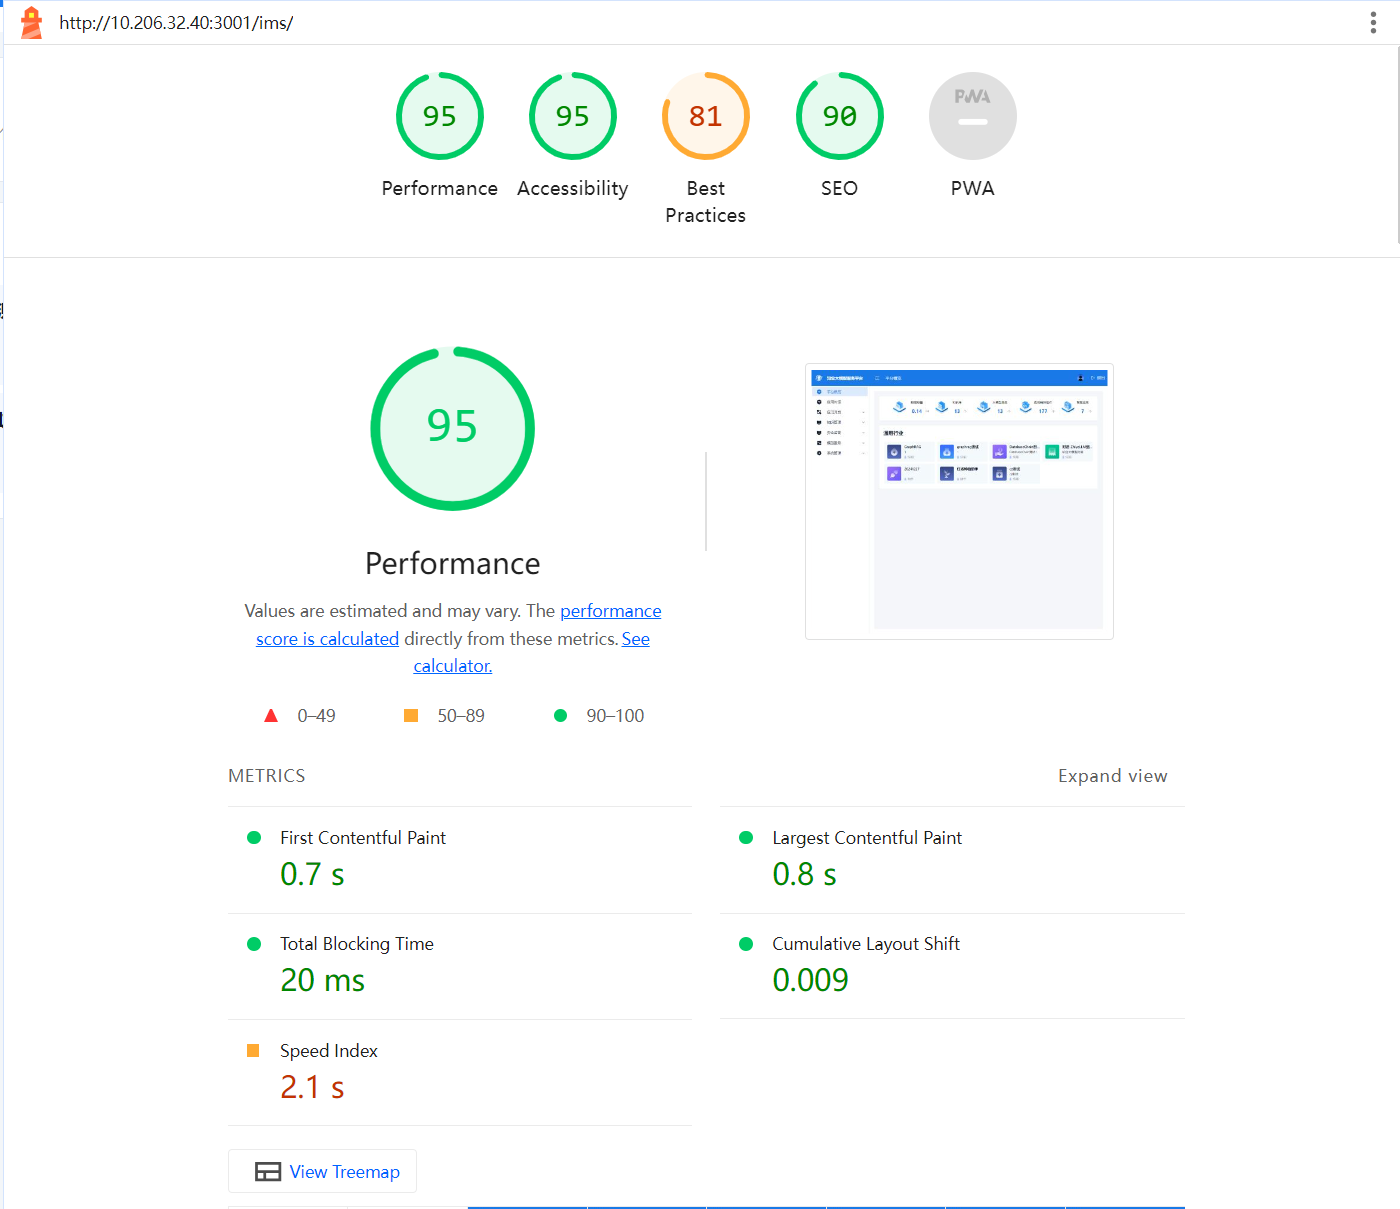 http://10.206.32.40:3001/ims/
95
95
81
90
PWA
Performance
Accessibility
Best
Practices
SEO
PWA
95
Performance
Values are estimated and may vary. The performance
score is calculated directly from these metrics. See
calculator.
0–49
50–89
90–100
METRICS
Expand view
First Contentful Paint
0.7 s
Largest Contentful Paint
0.8 s
Total Blocking Time
20 ms
Cumulative Layout Shift
0.009
Speed Index
2.1 s
View Treemap